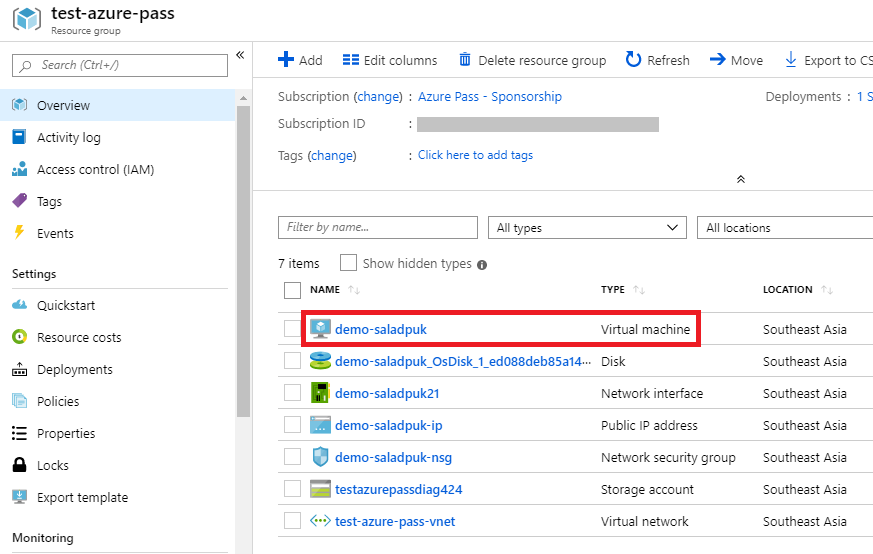 test-azure-pass
Resource group
Search (Ctrl+/)
Overview
Activity log
Access control (IAM)
Tags
Events
Settings
Quickstart
Resource costs
Deployments
Policies
Properties
Locks
Export template
Monitoring
Add Edit columns Delete resource group Refresh Move Export to CS
Subscription (change) : Azure Pass - Sponsorship Deployments : 1 S
Subscription ID :
Tags (change) : Click here to add tags
Filter by name... All types All locations
7 items Show hidden types
NAME TYPE LOCATION
demo-saladpuk Virtual machine Southeast Asia
demo-saladpuk_OsDisk_1_ed088deb85a14··· Disk Southeast Asia
demo-saladpuk21 Network interface Southeast Asia
demo-saladpuk-ip Public IP address Southeast Asia
demo-saladpuk-nsg Network security group Southeast Asia
testazurepassdiag424 Storage account Southeast Asia
test-azure-pass-vnet Virtual network Southeast Asia